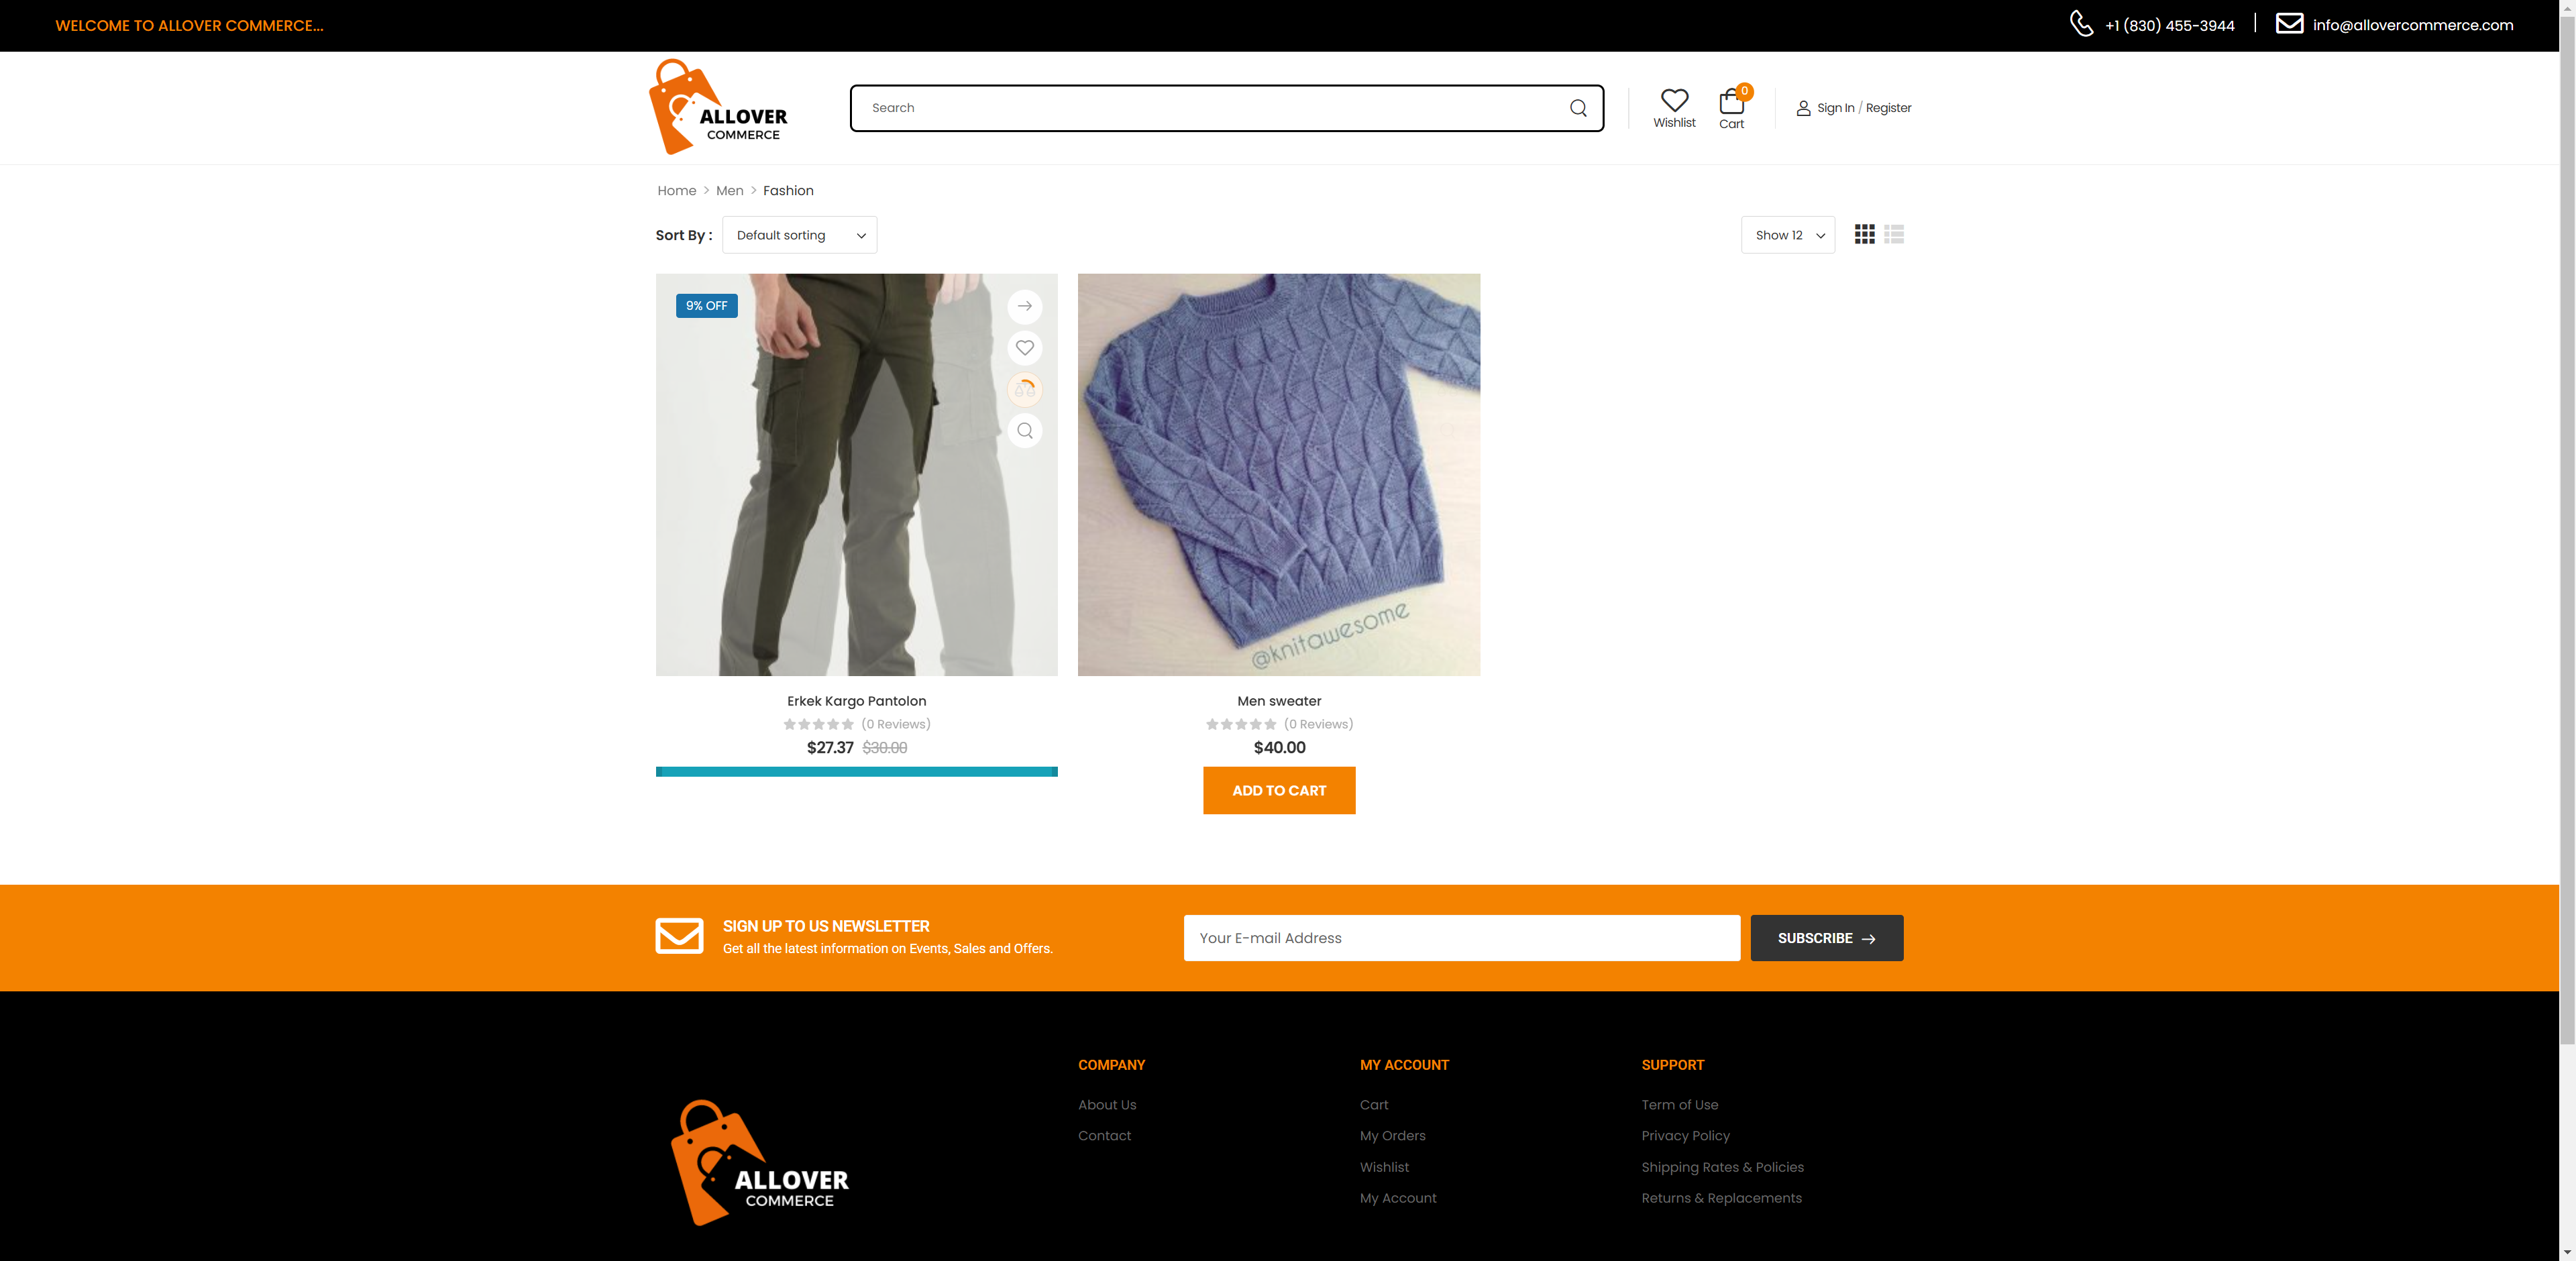 WELCOME TO ALLOVER COMMERCE...
+1 (830) 455-3944
info@allovercommerce.com
ALLOVER
COMMERCE
Search
Wishlist
0
Cart
Sign In / Register
Home > Men > Fashion
Sort By :
Default sorting
Show 12
9% OFF
@knitawesome
Erkek Kargo Pantolon
(0 Reviews)
$27.37 $30.00
Men sweater
(0 Reviews)
$40.00
ADD TO CART
SIGN UP TO US NEWSLETTER
Get all the latest information on Events, Sales and Offers.
Your E-mail Address
SUBSCRIBE
ALLOVER
COMMERCE
COMPANY
About Us
Contact
MY ACCOUNT
Cart
My Orders
Wishlist
My Account
SUPPORT
Term of Use
Privacy Policy
Shipping Rates & Policies
Returns & Replacements